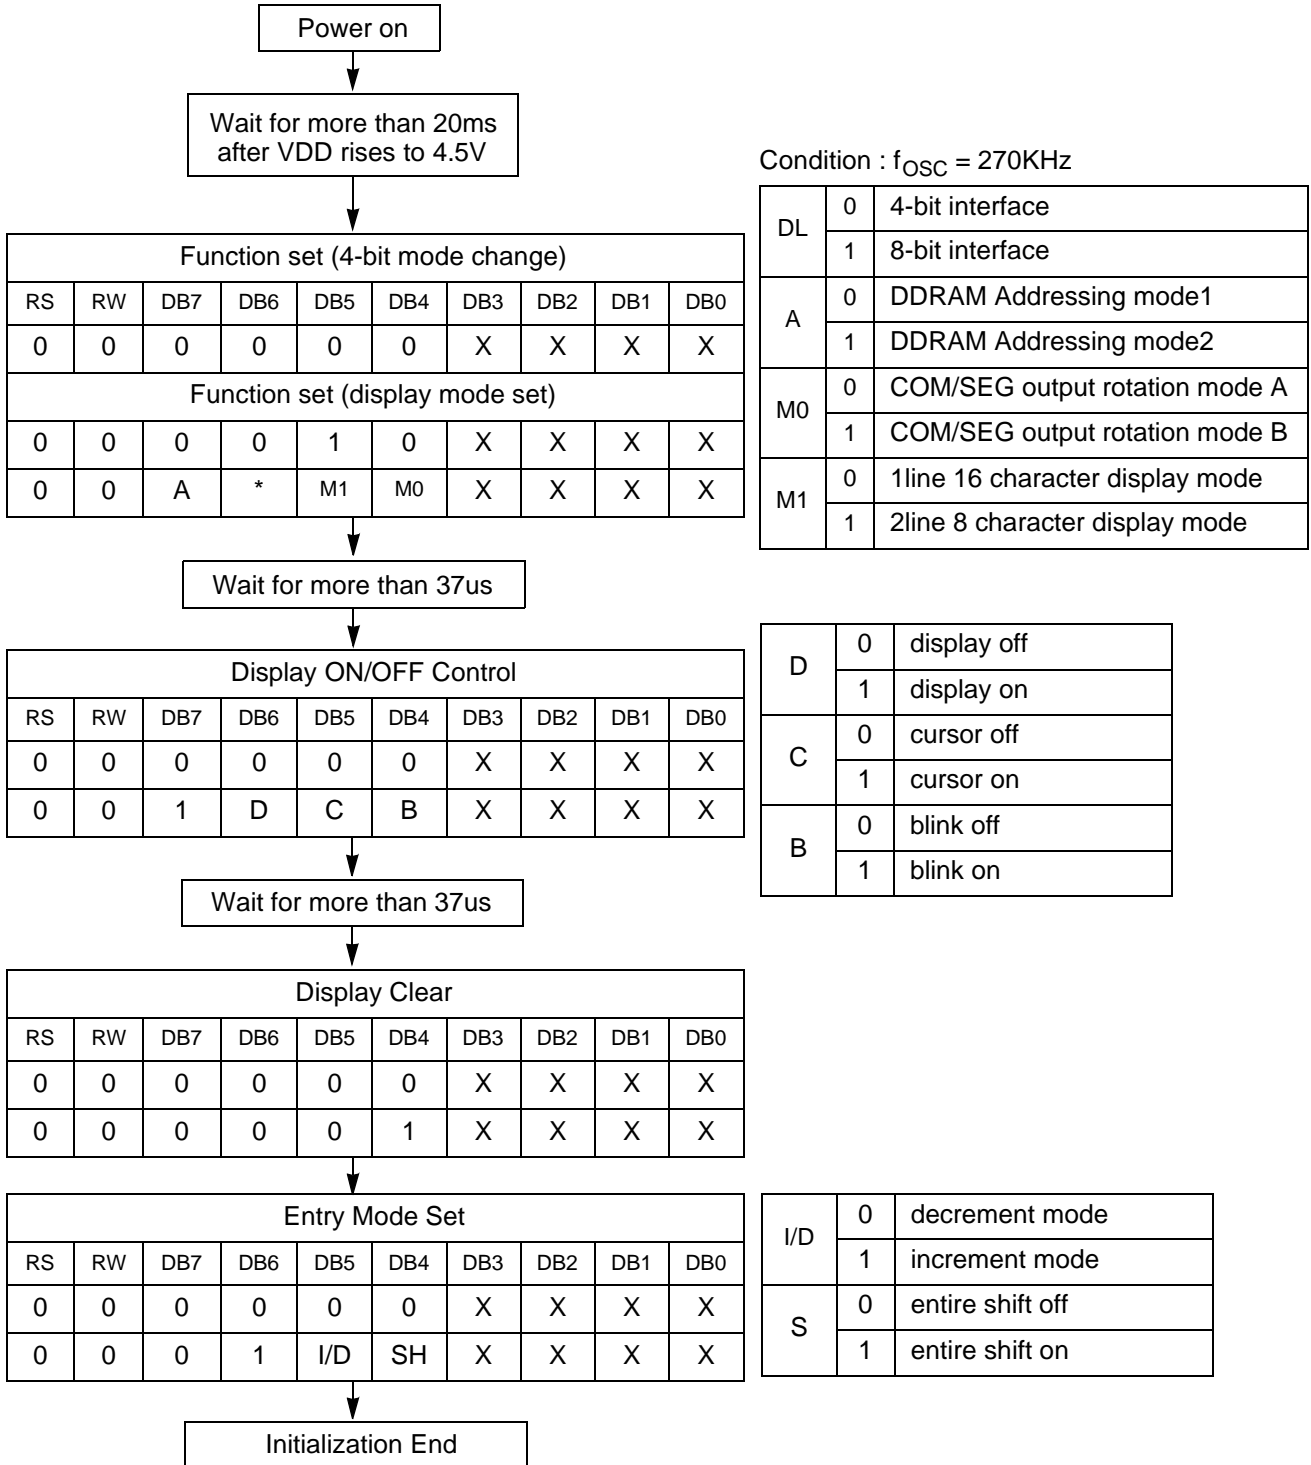 Power on
Wait for more than 20ms
after VDD rises to 4.5V
Function set (4-bit mode change)
RS RW DB7 DB6 DB5 DB4 DB3 DB2 DB1 DB0
0 0 0 0 0 0 X X X X
Function set (display mode set)
0 0 0 0 1 0 X X X X
0 0 A * M1 M0 X X X X
Condition : fOSC = 270KHz
DL 0 4-bit interface
1 8-bit interface
A 0 DDRAM Addressing mode1
1 DDRAM Addressing mode2
M0 0 COM/SEG output rotation mode A
1 COM/SEG output rotation mode B
M1 0 1line 16 character display mode
1 2line 8 character display mode
Wait for more than 37us
Display ON/OFF Control
RS RW DB7 DB6 DB5 DB4 DB3 DB2 DB1 DB0
0 0 0 0 0 0 X X X X
0 0 1 D C B X X X X
D 0 display off
1 display on
C 0 cursor off
1 cursor on
B 0 blink off
1 blink on
Wait for more than 37us
Display Clear
RS RW DB7 DB6 DB5 DB4 DB3 DB2 DB1 DB0
0 0 0 0 0 0 X X X X
0 0 0 0 0 1 X X X X
Entry Mode Set
RS RW DB7 DB6 DB5 DB4 DB3 DB2 DB1 DB0
0 0 0 0 0 0 X X X X
0 0 0 1 I/D SH X X X X
I/D 0 decrement mode
1 increment mode
S 0 entire shift off
1 entire shift on
Initialization End